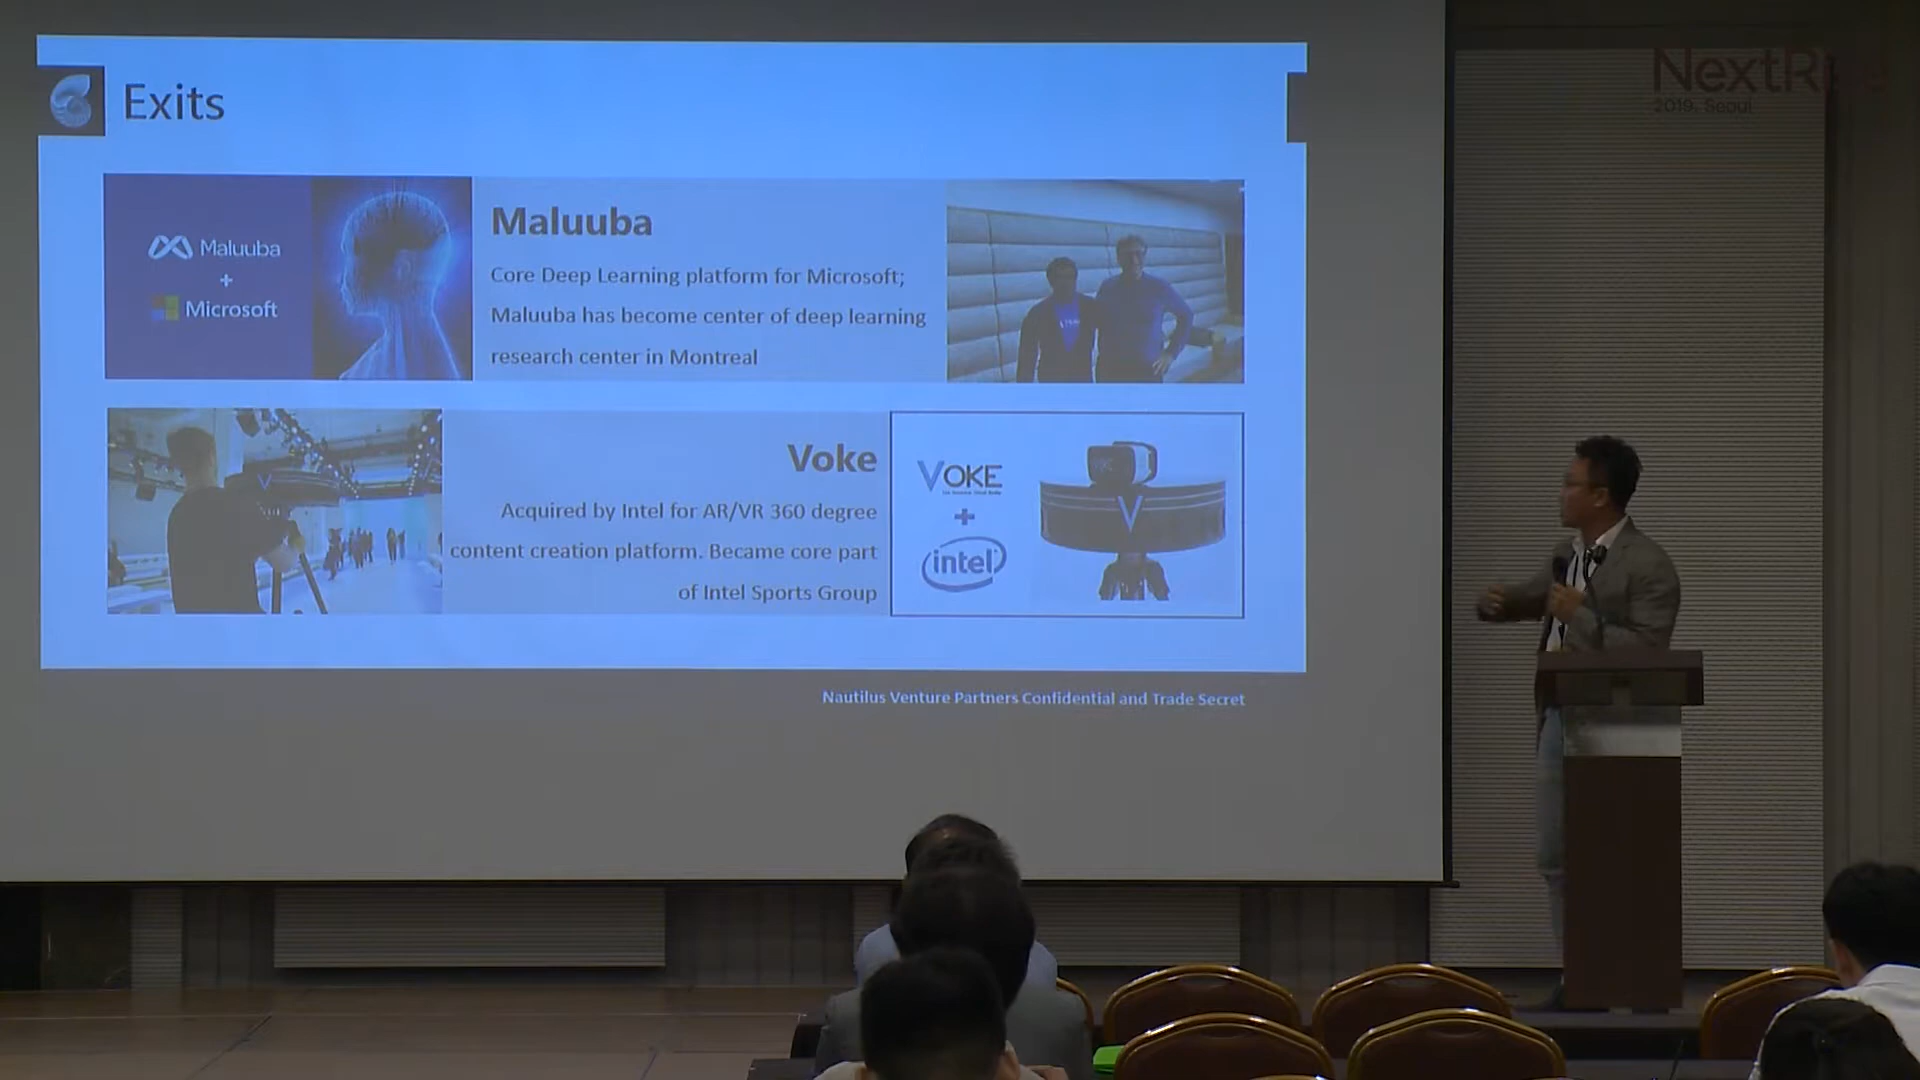 Exits
Maluuba
+
Microsoft
Maluuba
Core Deep Learning platform for Microsoft;
Maluuba has become center of deep learning
research center in Montreal
Voke
Acquired by Intel for AR/VR 360 degree
content creation platform. Became core part
of Intel Sports Group
VOKE
+
intel
V
V
Nautilus Venture Partners Confidential and Trade Secret
2019, Seoul